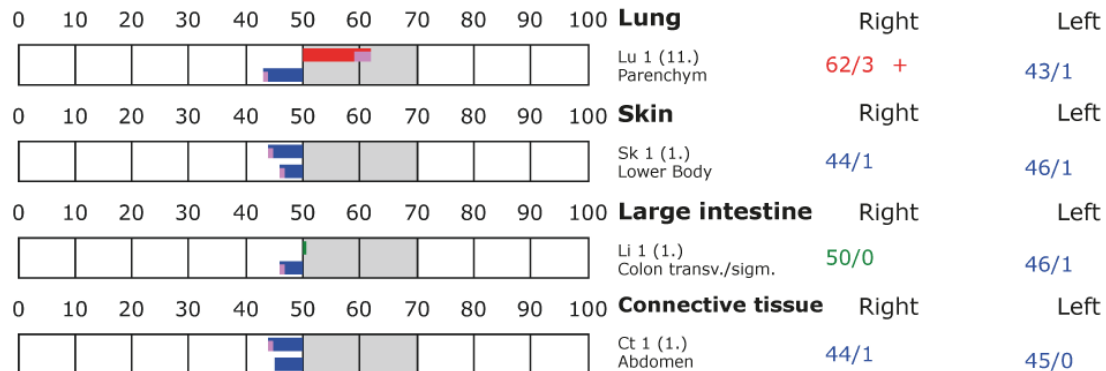 0 10 20 30 40 50 60 70 80 90 100 Lung Right Left
Lu 1 (11.) 62/3 + 43/1
Parenchym
0 10 20 30 40 50 60 70 80 90 100 Skin Right Left
Sk 1 (1.) 44/1 46/1
Lower Body
0 10 20 30 40 50 60 70 80 90 100 Large intestine Right Left
Li 1 (1.) 50/0 46/1
Colon transv./sigm.
0 10 20 30 40 50 60 70 80 90 100 Connective tissue Right Left
Ct 1 (1.) 44/1 45/0
Abdomen